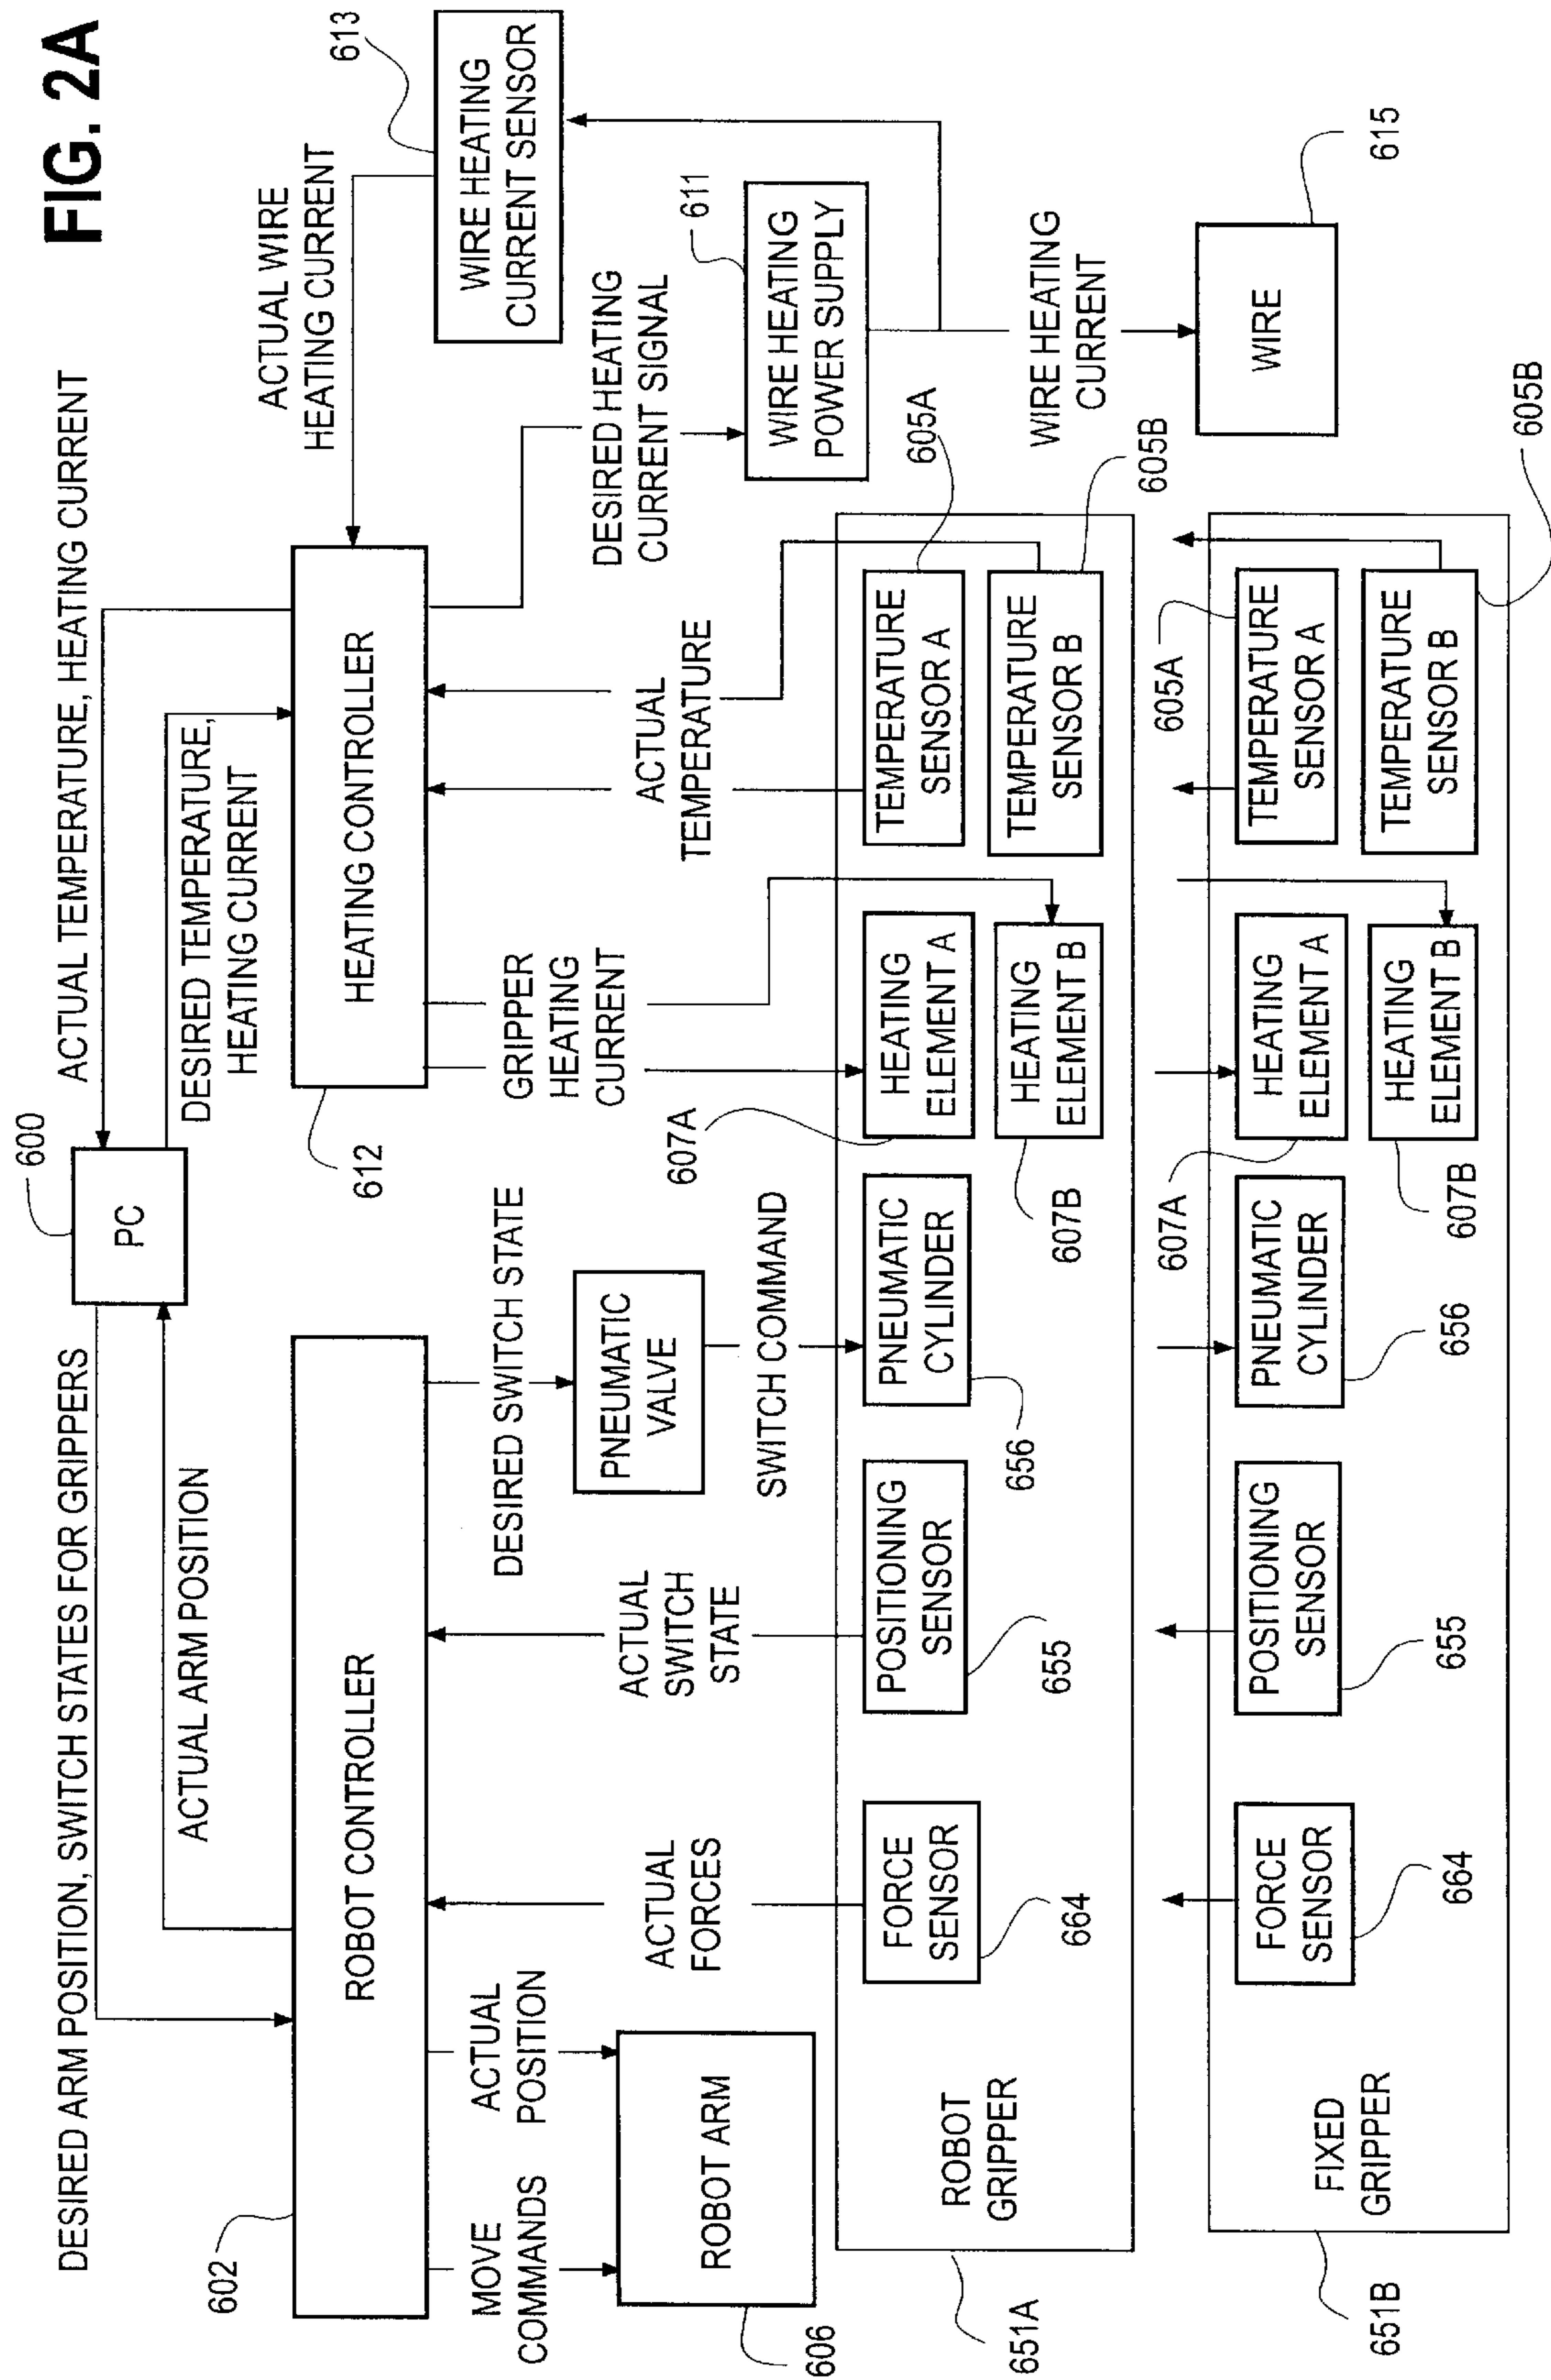 FIG. 2A
DESIRED ARM POSITION, SWITCH STATES FOR GRIPPERS
ACTUAL ARM POSITION
600
PC
ACTUAL TEMPERATURE, HEATING CURRENT
DESIRED TEMPERATURE,
HEATING CURRENT
ACTUAL WIRE
HEATING CURRENT
613
WIRE HEATING
CURRENT SENSOR
602
ROBOT CONTROLLER
612
HEATING CONTROLLER
MOVE
COMMANDS
ACTUAL
POSITION
ACTUAL
FORCES
ACTUAL
SWITCH
STATE
DESIRED SWITCH STATE
PNEUMATIC
VALVE
SWITCH COMMAND
GRIPPER
HEATING
CURRENT
ACTUAL
TEMPERATURE
DESIRED HEATING
CURRENT SIGNAL
611
WIRE HEATING
POWER SUPPLY
WIRE HEATING
CURRENT
WIRE
615
606
ROBOT ARM
651A
ROBOT
GRIPPER
FORCE
SENSOR
664
POSITIONING
SENSOR
655
PNEUMATIC
CYLINDER
656
607A
HEATING
ELEMENT A
HEATING
ELEMENT B
607B
TEMPERATURE
SENSOR A
605A
TEMPERATURE
SENSOR B
605B
651B
FIXED
GRIPPER
FORCE
SENSOR
664
POSITIONING
SENSOR
655
PNEUMATIC
CYLINDER
656
607A
HEATING
ELEMENT A
HEATING
ELEMENT B
607B
605A
TEMPERATURE
SENSOR A
TEMPERATURE
SENSOR B
605B